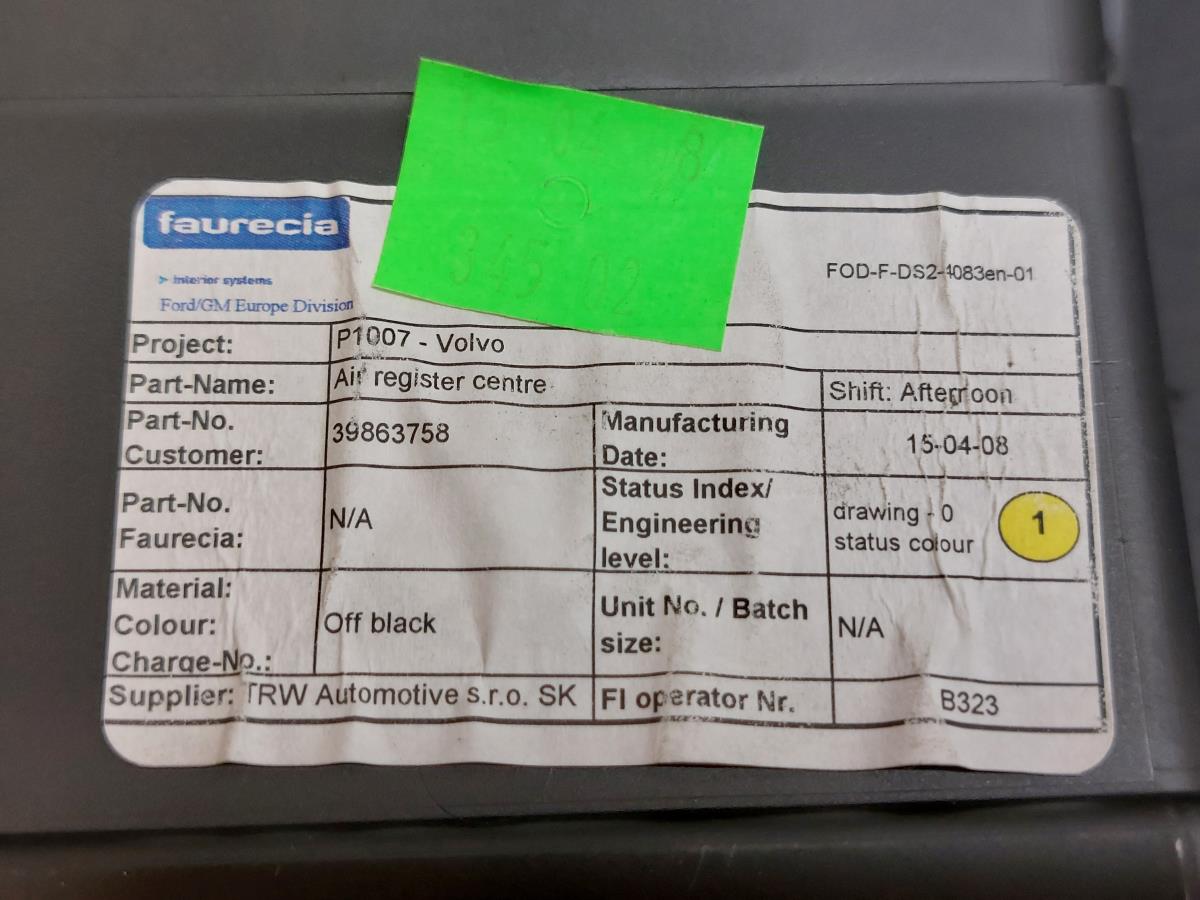 faurecia
Interior systems
Ford/GM Europe Division
FOD-F-DS2-4083en-01
Project: P1007 - Volvo
Part-Name: Air register centre
Shift: Afternoon
Part-No.
Customer:
39863758
Manufacturing
Date:
15-04-08
Part-No.
Faurecia:
N/A
Status Index/
Engineering
level:
drawing - 0
status colour
1
Material:
Colour:
Charge-No.:
Off black
Unit No. / Batch
size:
N/A
Supplier: TRW Automotive s.r.o. SK
FI operator Nr.
B323